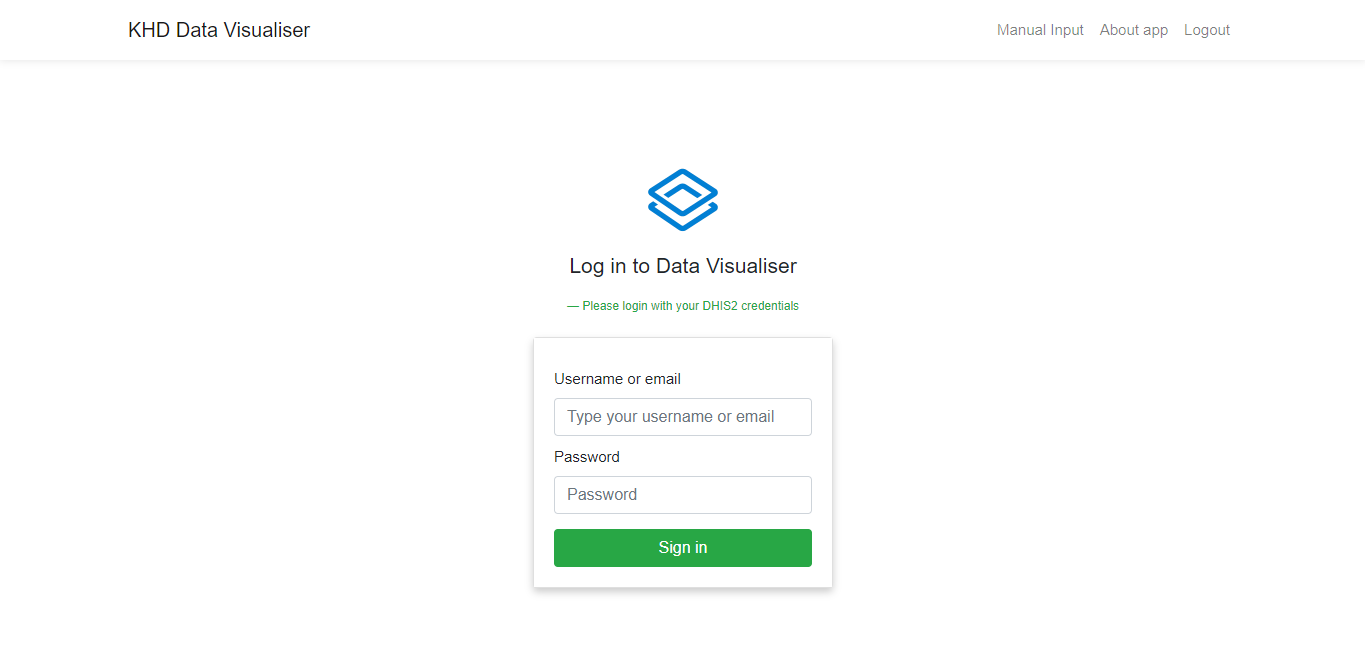 KHD Data Visualiser
Manual Input About app Logout
Log in to Data Visualiser
— Please login with your DHIS2 credentials
Username or email
Type your username or email
Password
Password
Sign in